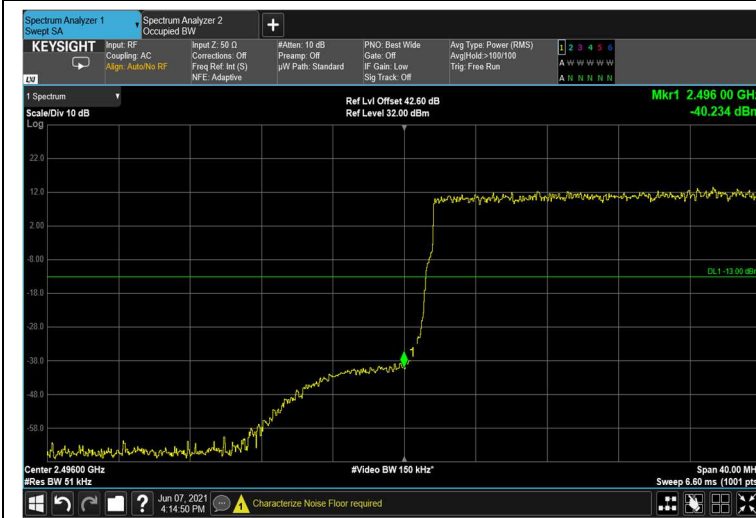 Spectrum Analyzer 1
Swept SA
Spectrum Analyzer 2
Occupied BW
KEYSIGHT
LXI
Input: RF
Coupling: AC
Align: Auto/No RF
Input Z: 50 Ω
Corrections: Off
Freq Ref: Int (S)
NFE: Adaptive
#Atten: 10 dB
Preamp: Off
µW Path: Standard
PNO: Best Wide
Gate: Off
IF Gain: Low
Sig Track: Off
Avg Type: Power (RMS)
Avg|Hold:>100/100
Trig: Free Run
1 2 3 4 5 6
A W W W W W
A N N N N N
1 Spectrum
Scale/Div 10 dB
Log
Ref Lvl Offset 42.60 dB
Ref Level 32.00 dBm
Mkr1 2.496 00 GHz
-40.234 dBm
22.0
12.0
2.00
-8.00
DL1 -13.00 dBm
-18.0
-28.0
1
-38.0
-48.0
-58.0
Center 2.49600 GHz
#Res BW 51 kHz
#Video BW 150 kHz*
Span 40.00 MH
Sweep 6.60 ms (1001 pts
?
Jun 07, 2021
4:14:50 PM
Characterize Noise Floor required